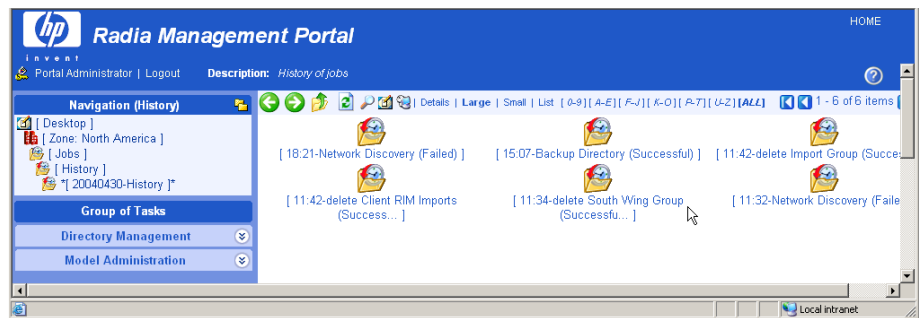 HOME
hp
invent
Radia Management Portal
Portal Administrator | Logout
Description: History of jobs
Navigation (History)
[ Desktop ]
[ Zone: North America ]
[ Jobs ]
[ History ]
*[ 20040430-History ]*
Group of Tasks
Directory Management
Model Administration
Details | Large | Small | List [ 0-9 ] [ A-E ] [ F-J ] [ K-O ] [ P-T ] [ U-Z ] [ALL] 1 - 6 of 6 items
[ 18:21-Network Discovery (Failed) ]
[ 15:07-Backup Directory (Successful) ]
[ 11:42-delete Import Group (Succe
[ 11:42-delete Client RIM Imports
(Success... ]
[ 11:34-delete South Wing Group
(Successfu... ]
[ 11:32-Network Discovery (Faile
Local intranet